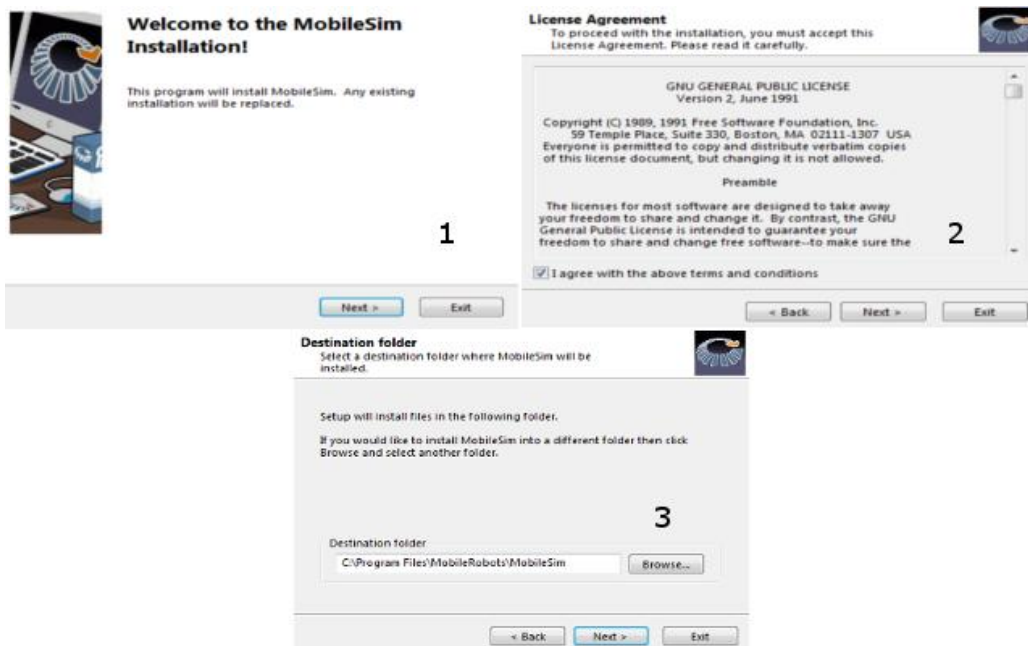 Welcome to the MobileSim
Installation!
This program will install MobileSim.  Any existing
installation will be replaced.
1
Next >
Exit
License Agreement
To proceed with the installation, you must accept this
License Agreement. Please read it carefully.
GNU GENERAL PUBLIC LICENSE
Version 2, June 1991
Copyright (C) 1989, 1991 Free Software Foundation, Inc.
59 Temple Place, Suite 330, Boston, MA  02111-1307  USA
Everyone is permitted to copy and distribute verbatim copies
of this license document, but changing it is not allowed.
Preamble
The licenses for most software are designed to take away
your freedom to share and change it.  By contrast, the GNU
General Public License is intended to guarantee your
freedom to share and change free software--to make sure the
2
I agree with the above terms and conditions
< Back
Next >
Exit
Destination folder
Select a destination folder where MobileSim will be
installed.
Setup will install files in the following folder.
If you would like to install MobileSim into a different folder then click
Browse and select another folder.
3
Destination folder
C:\Program Files\MobileRobots\MobileSim
Browse...
< Back
Next >
Exit